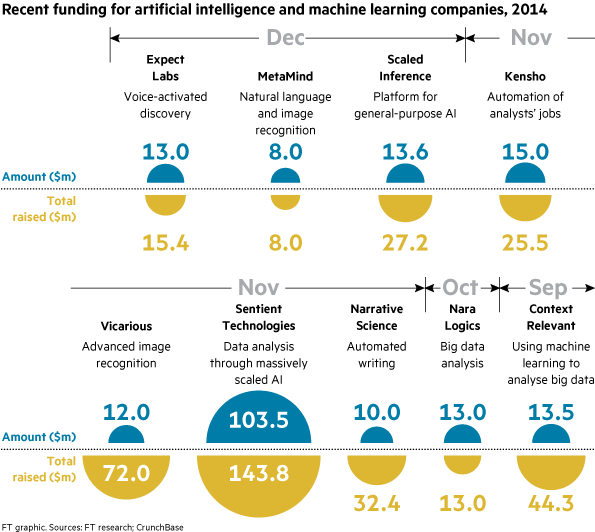 Recent funding for artificial intelligence and machine learning companies, 2014
Dec
Nov
Expect
Labs
Voice-activated
discovery
MetaMind
Natural language
and image
recognition
Scaled
Inference
Platform for
general-purpose AI
Kensho
Automation of
analysts' jobs
Amount ($m)
13.0
8.0
13.6
15.0
Total
raised ($m)
15.4
8.0
27.2
25.5
Nov
Oct
Sep
Vicarious
Advanced image
recognition
Sentient
Technologies
Data analysis
through massively
scaled AI
Narrative
Science
Automated
writing
Nara
Logics
Big data
analysis
Context
Relevant
Using machine
learning to
analyse big data
Amount ($m)
12.0
103.5
10.0
13.0
13.5
Total
raised ($m)
72.0
143.8
32.4
13.0
44.3
FT graphic. Sources: FT research; CrunchBase